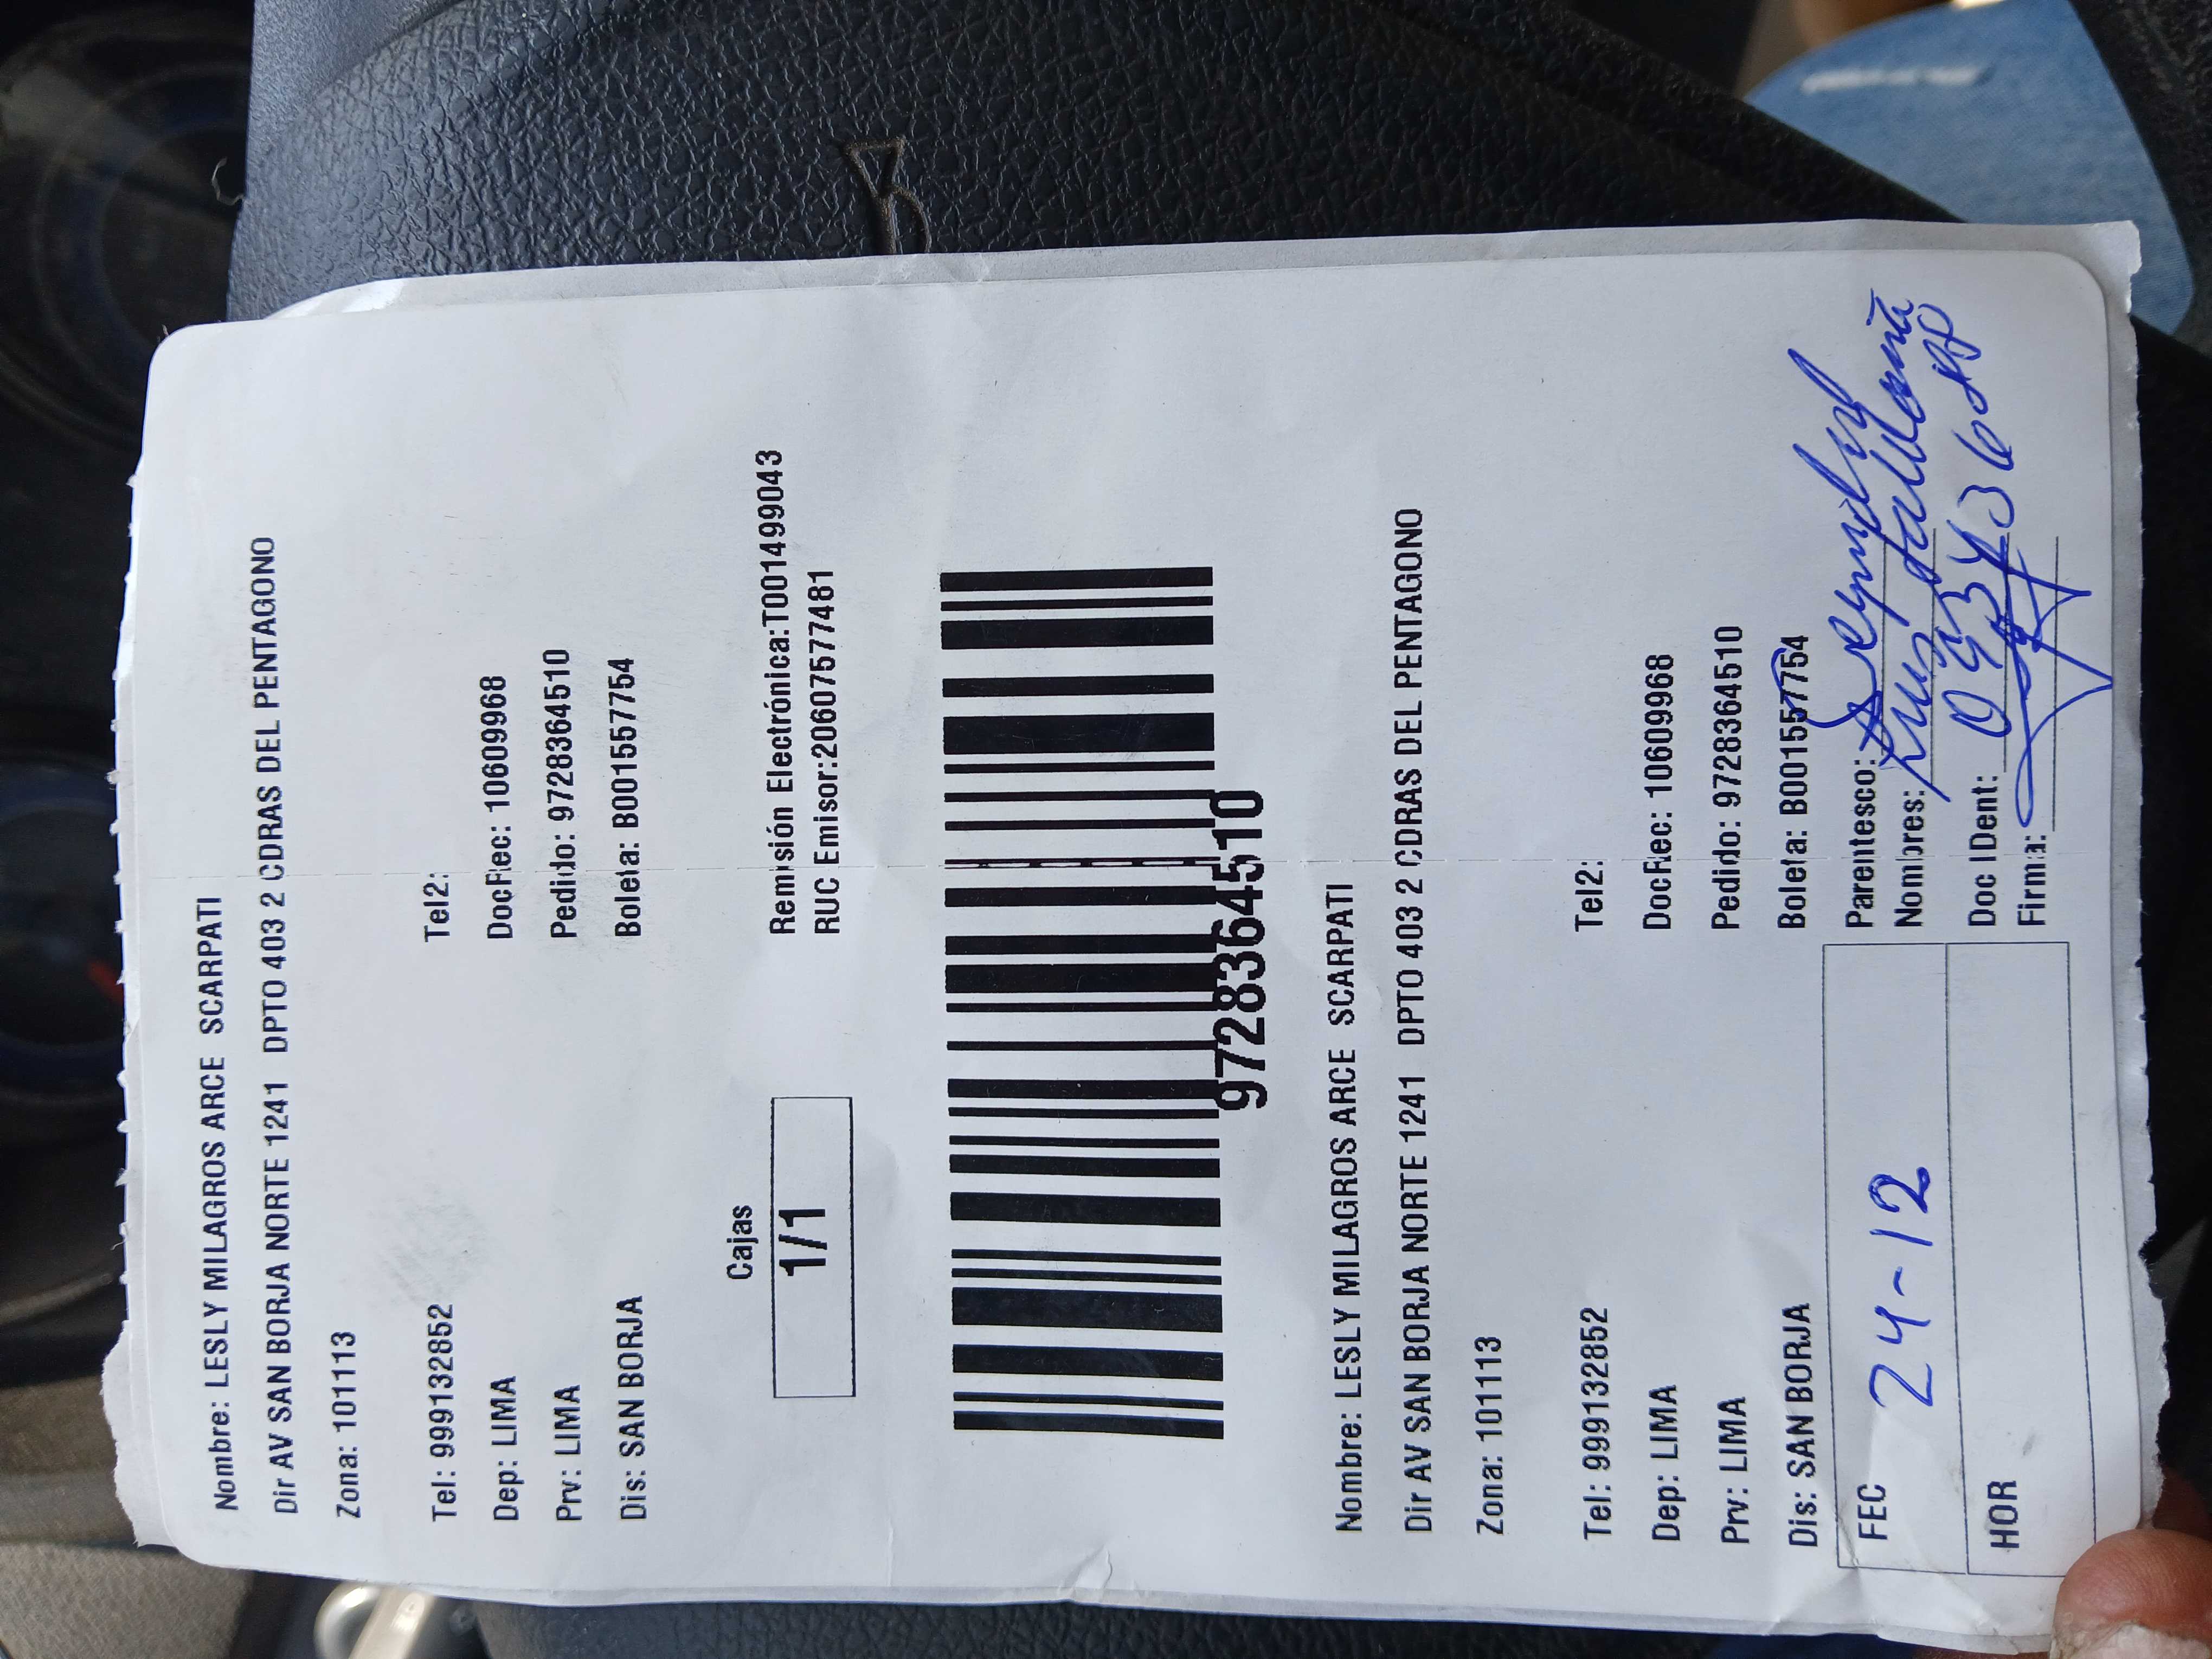 Nombre: LESLY MILAGROS ARCE SCARPATI
Dir AV SAN BORJA NORTE 1241 DPTO 403 2 CDRAS DEL PENTAGONO
Zona: 101113
Tel: 999132852 Tel2:
Dep: LIMA DocRec: 10609968
Prv: LIMA Pedido: 97283645​10
Dis: SAN BORJA Boleta: B001557754
Cajas
1/1
Remisión Electrónica:T001499043
RUC Emisor:20607577481
9728364510
Nombre: LESLY MILAGROS ARCE SCARPATI
Dir AV SAN BORJA NORTE 1241 DPTO 403 2 CDRAS DEL PENTAGONO
Zona: 101113
Tel: 999132852 Tel2:
Dep: LIMA DocRec: 10609968
Prv: LIMA Pedido: 9728364510
Dis: SAN BORJA Boleta: B001557754
FEC 24-12
HOR
Parentesco:
Nombres: Luis
Doc IDent:
Firma: